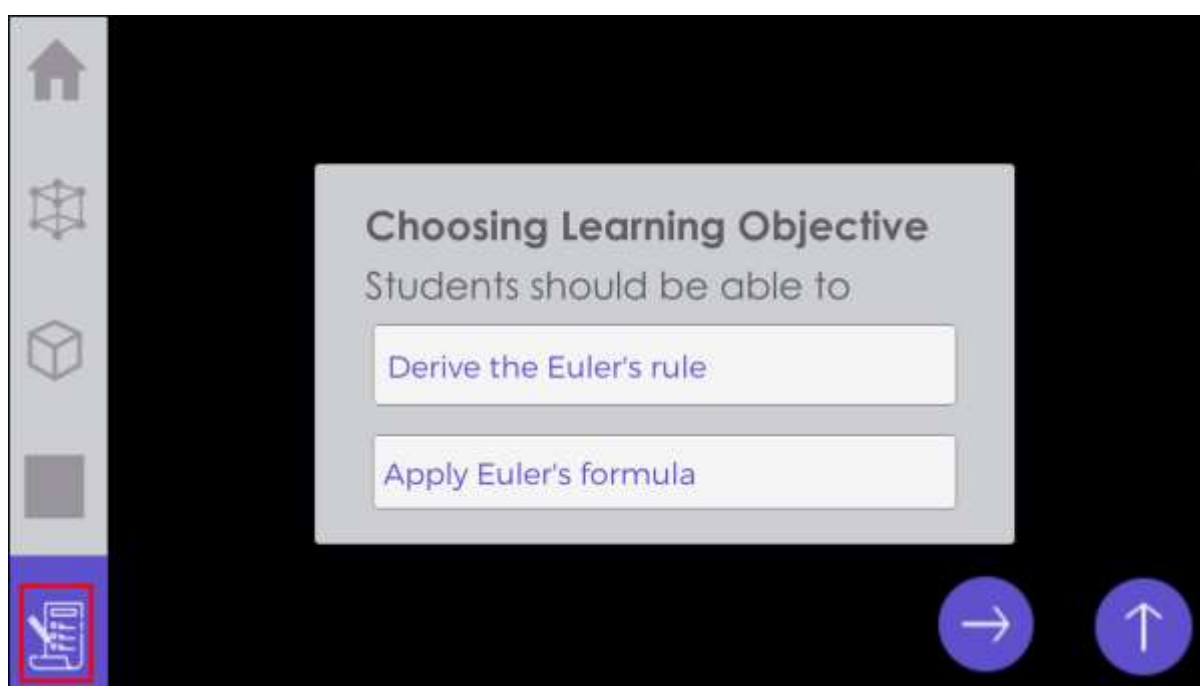 Choosing Learning Objective
Students should be able to
Derive the Euler's rule
Apply Euler's formula